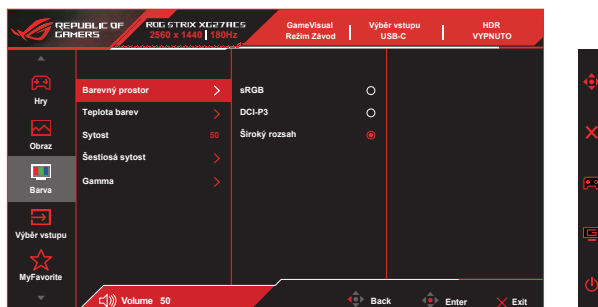 REPUBLIC OF
GAMERS
ROG STRIX XG27ACS
2560 x 1440 180Hz
GameVisual
Režim Závod
Výběr vstupu
USB-C
HDR
VYPNUTO
Hry
Obraz
Barva
Výběr vstupu
MyFavorite
Barevný prostor
Teplota barev
Sytost 50
Šestiosá sytost
Gamma
sRGB
DCI-P3
Široký rozsah
Volume 50
Back
Enter
Exit